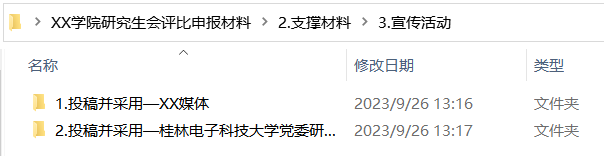 XX学院研究生会评比申报材料 > 2.支撑材料 > 3.宣传活动
名称 修改日期 类型
1.投稿并采用—XX媒体 2023/9/26 13:16 文件夹
2.投稿并采用—桂林电子科技大学党委研... 2023/9/26 13:17 文件夹